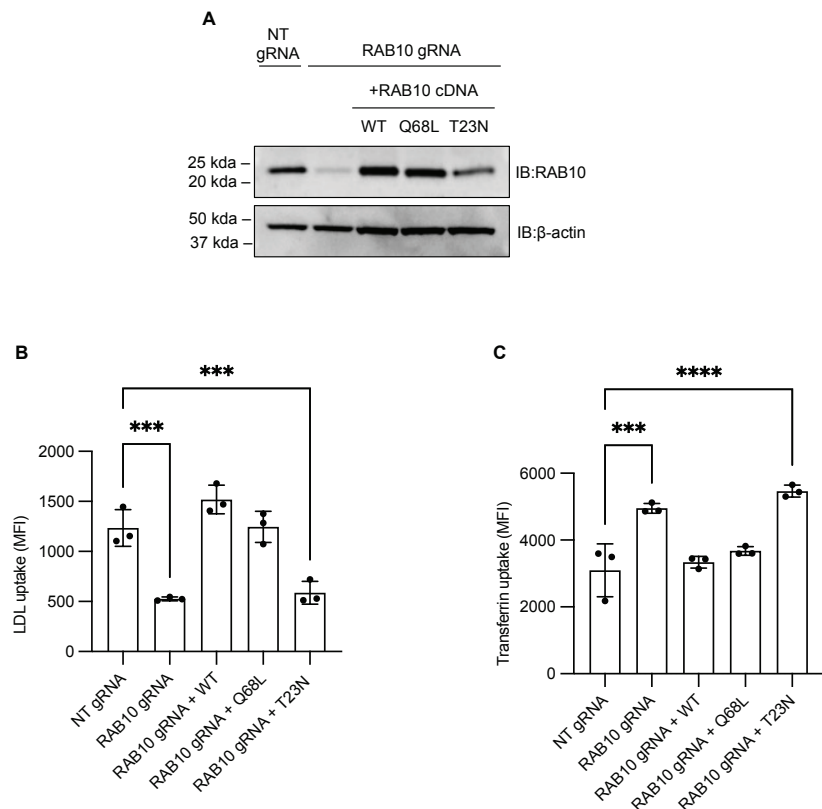 A
NT
gRNA
RAB10 gRNA
+RAB10 cDNA
WT Q68L T23N
25 kda
20 kda
IB:RAB10
50 kda
37 kda
IB:β-actin
B
***
***
2000
1500
1000
500
0
LDL uptake (MFI)
NT gRNA
RAB10 gRNA
RAB10 gRNA + WT
RAB10 gRNA + Q68L
RAB10 gRNA + T23N
C
****
***
6000
4000
2000
0
Transferrin uptake (MFI)
NT gRNA
RAB10 gRNA
RAB10 gRNA + WT
RAB10 gRNA + Q68L
RAB10 gRNA + T23N